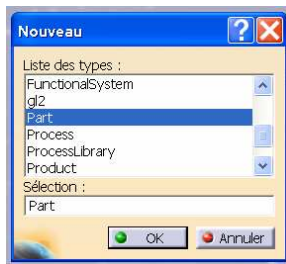 Nouveau
Liste des types :
FunctionalSystem
gl2
Part
Process
ProcessLibrary
Product
Sélection :
Part
OK
Annuler